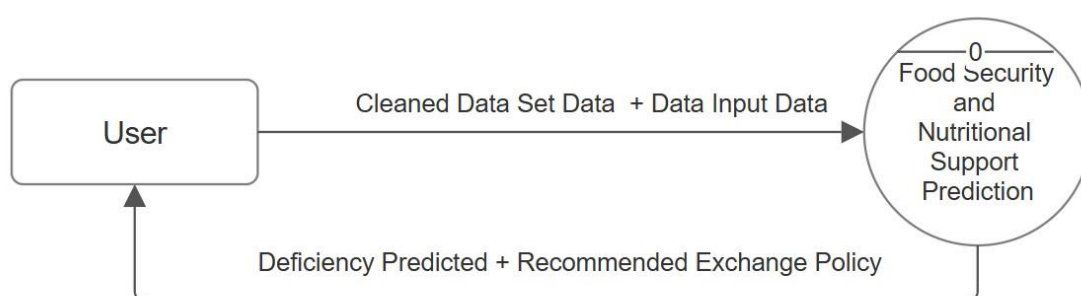 User
Cleaned Data Set Data + Data Input Data
0
Food Security
and
Nutritional
Support
Prediction
Deficiency Predicted + Recommended Exchange Policy